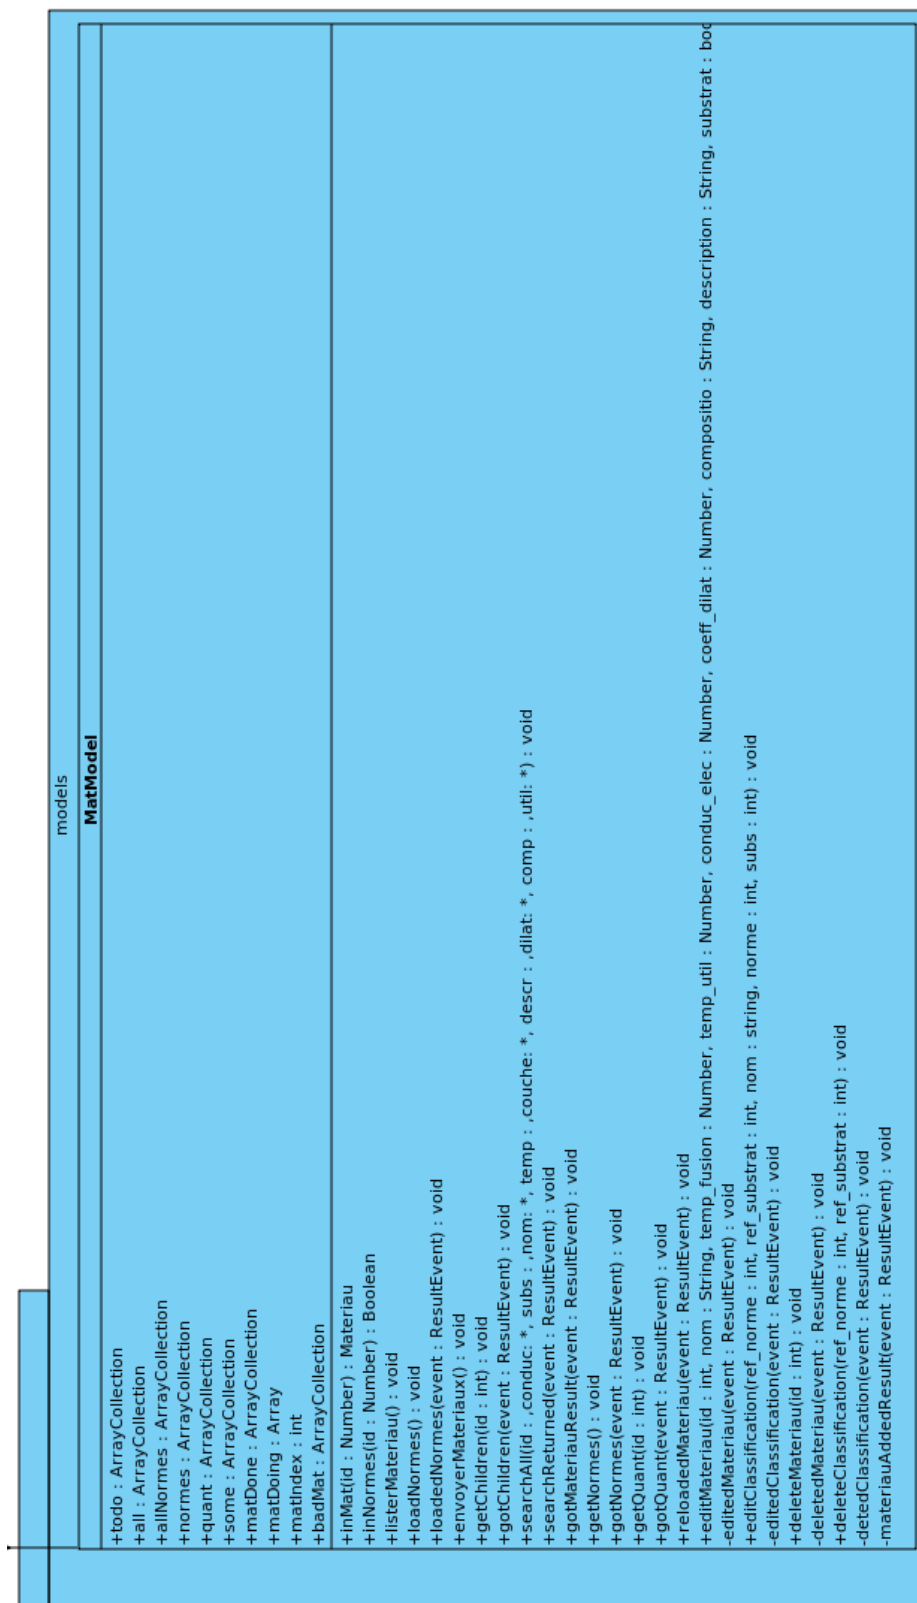 models
MatModel
+todo : ArrayCollection
+all : ArrayCollection
+allNormes : ArrayCollection
+normes : ArrayCollection
+quant : ArrayCollection
+some : ArrayCollection
+matDone : ArrayCollection
+matDoing : Array
+matIndex : int
+badMat : ArrayCollection
+inMat(id : Number) : Materiau
+inNormes(id : Number) : Boolean
+listerMateriau() : void
+loadNormes() : void
+loadedNormes(event : ResultEvent) : void
+envoyerMateriaux() : void
+getChildren(id : int) : void
+gotChildren(event : ResultEvent) : void
+searchAll(id : ,conduc: *, subs : ,nom: *, temp : ,couche: *, descr : ,dilat: *, comp : ,util: *) : void
+searchReturned(event : ResultEvent) : void
+gotMateriauResult(event : ResultEvent) : void
+getNormes() : void
+gotNormes(event : ResultEvent) : void
+getQuant(id : int) : void
+gotQuant(event : ResultEvent) : void
+reloadedMateriau(event : ResultEvent) : void
+editMateriau(id : int, nom : String, temp_fusion : Number, temp_util : Number, conduc_elec : Number, coeff_dilat : Number, compositio : String, description : String, substrat : boo
-editedMateriau(event : ResultEvent) : void
+editClassification(ref_norme : int, ref_substrat : int, nom : string, norme : int, subs : int) : void
-editedClassification(event : ResultEvent) : void
+deleteMateriau(id : int) : void
-deletedMateriau(event : ResultEvent) : void
+deleteClassification(ref_norme : int, ref_substrat : int) : void
-detedClassification(event : ResultEvent) : void
-materiauAddedResult(event : ResultEvent) : void